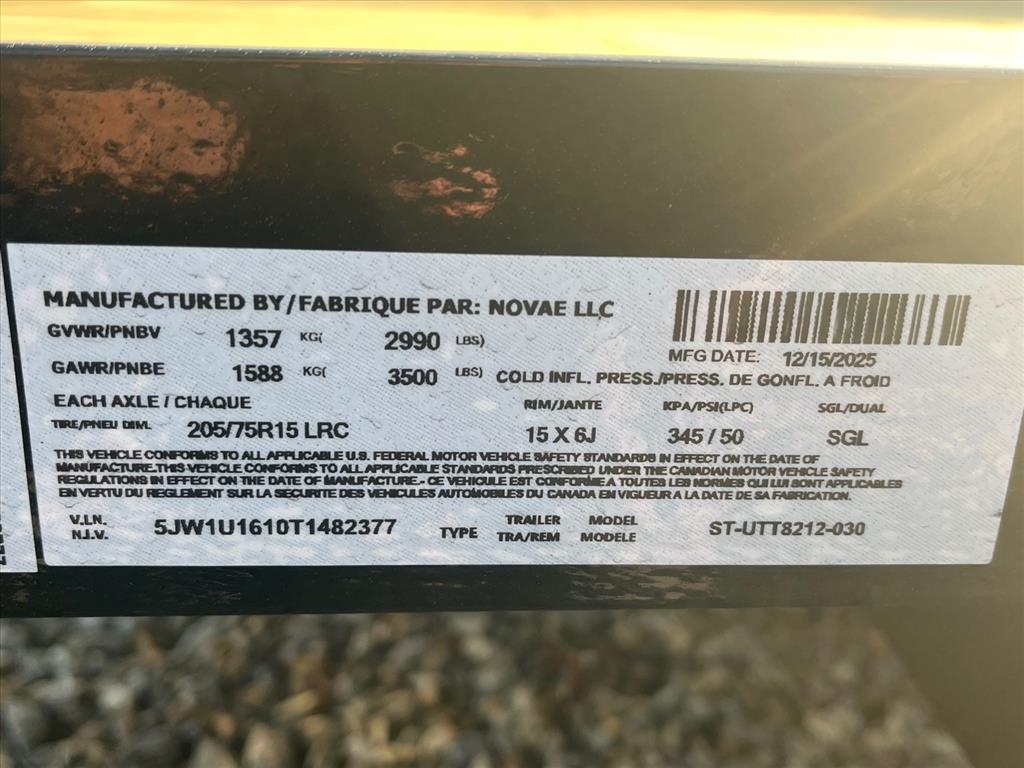 MANUFACTURED BY/FABRIQUE PAR: NOVAE LLC
GVWR/PNBV 1357 KG( 2990 LBS)
MFG DATE: 12/15/2025
GAWR/PNBE 1588 KG( 3500 LBS) COLD INFL. PRESS./PRESS. DE GONFL. A FROID
EACH AXLE / CHAQUE RIM/JANTE KPA/PSI(LPC) SGL/DUAL
TIRE/PNEU DIM. 205/75R15 LRC 15 X 6J 345 / 50 SGL
THIS VEHICLE CONFORMS TO ALL APPLICABLE U.S. FEDERAL MOTOR VEHICLE SAFETY STANDARDS IN EFFECT ON THE DATE OF
MANUFACTURE.THIS VEHICLE CONFORMS TO ALL APPLICABLE STANDARDS PRESCRIBED UNDER THE CANADIAN MOTOR VEHICLE SAFETY
REGULATIONS IN EFFECT ON THE DATE OF MANUFACTURE.- CE VEHICULE EST CONFORME A TOUTES LES NORMES QUI LUI SONT APPLICABLES
EN VERTU DU REGLEMENT SUR LA SECURITE DES VEHICULES AUTOMOBILES DU CANADA EN VIGUEUR A LA DATE DE SA FABRICATION.
V.I.N. 5JW1U1610T1482377 TYPE TRAILER MODEL ST-UTT8212-030
N.I.V. TRA/REM MODELE